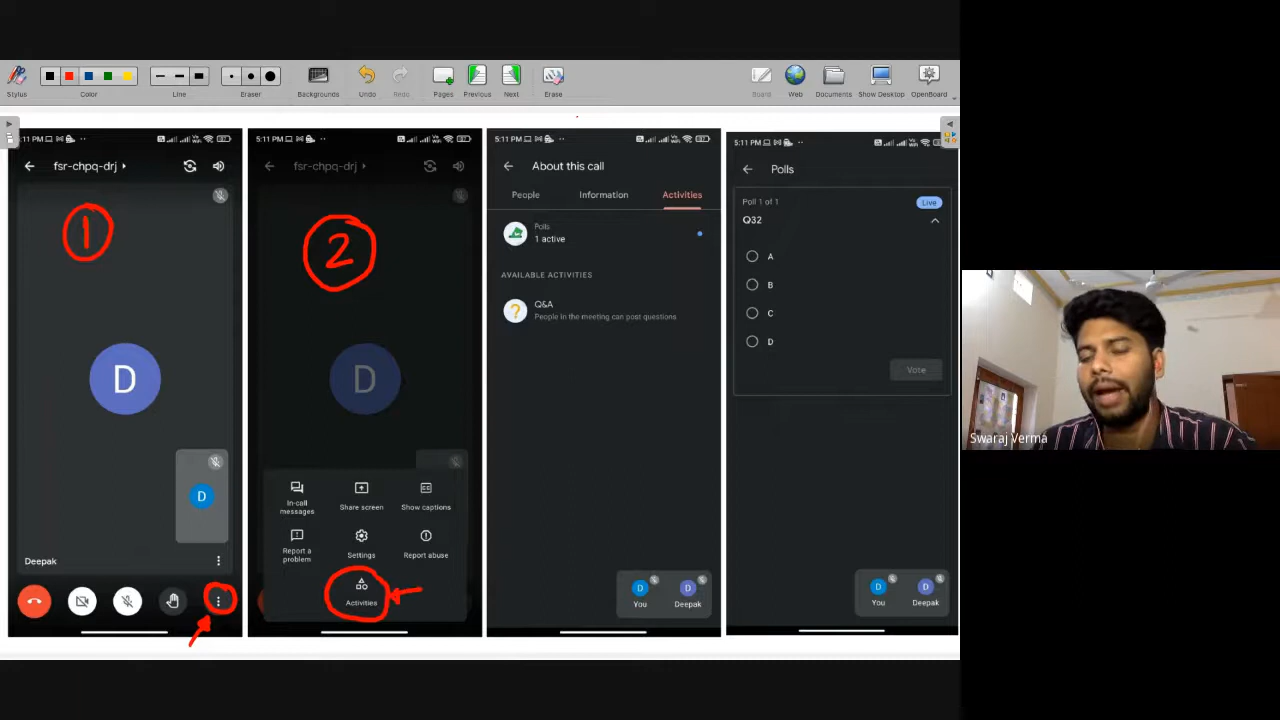 Stylus
Color
Line
Eraser
Backgrounds
Undo
Redo
Pages
Previous
Next
Erase
Board
Web
Documents
Show Desktop
OpenBoard
5:11 PM
fsr-chpq-drj
1
D
D
Deepak
5:11 PM
fsr-chpq-drj
2
D
In-call messages
Share screen
Show captions
Report a problem
Settings
Report abuse
Activities
5:11 PM
About this call
People Information Activities
Polls
1 active
AVAILABLE ACTIVITIES
Q&A
People in the meeting can post questions
D D
You Deepak
5:11 PM
Polls
Poll 1 of 1 Live
Q32
A
B
C
D
Vote
D D
You Deepak
Swaraj Verma